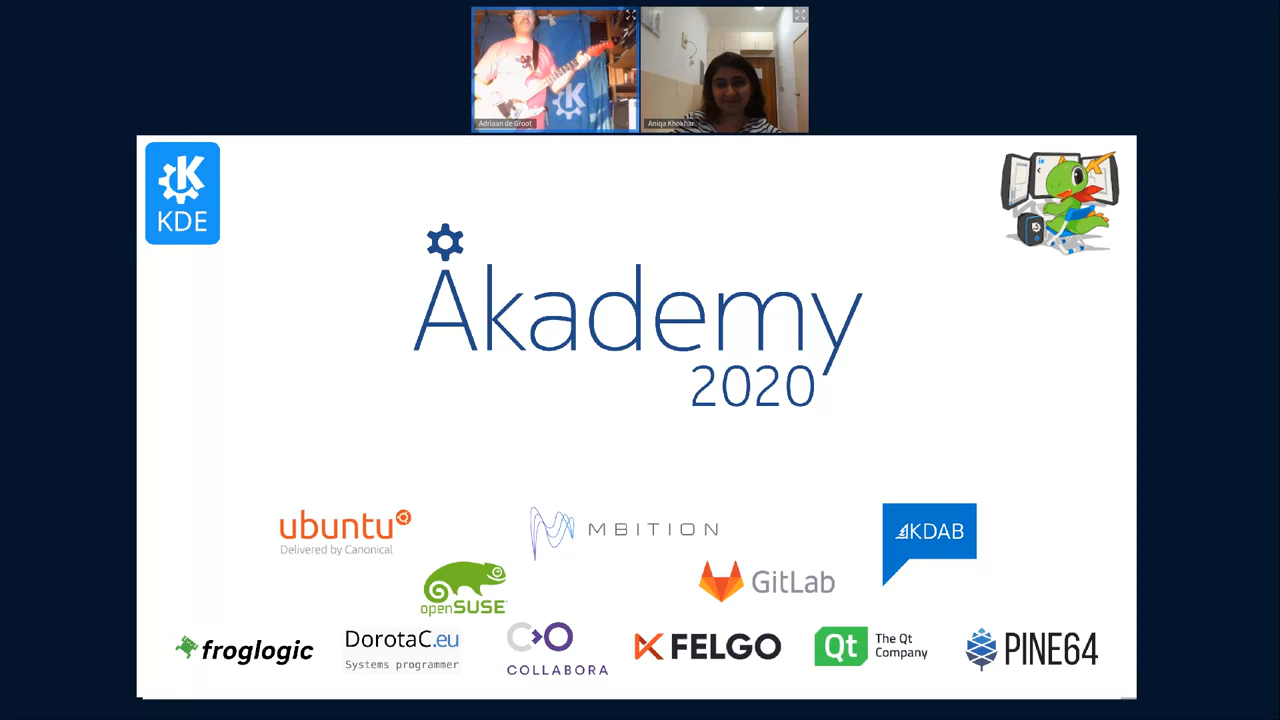 Adriaan de Groot
Aniqa Khokhar
KDE
Akademy
2020
ubuntu
Delivered by Canonical
MBITION
KDAB
openSUSE
GitLab
froglogic
DorotaC.eu
Systems programmer
COLLABORA
FELGO
Qt
The Qt
Company
PINE64